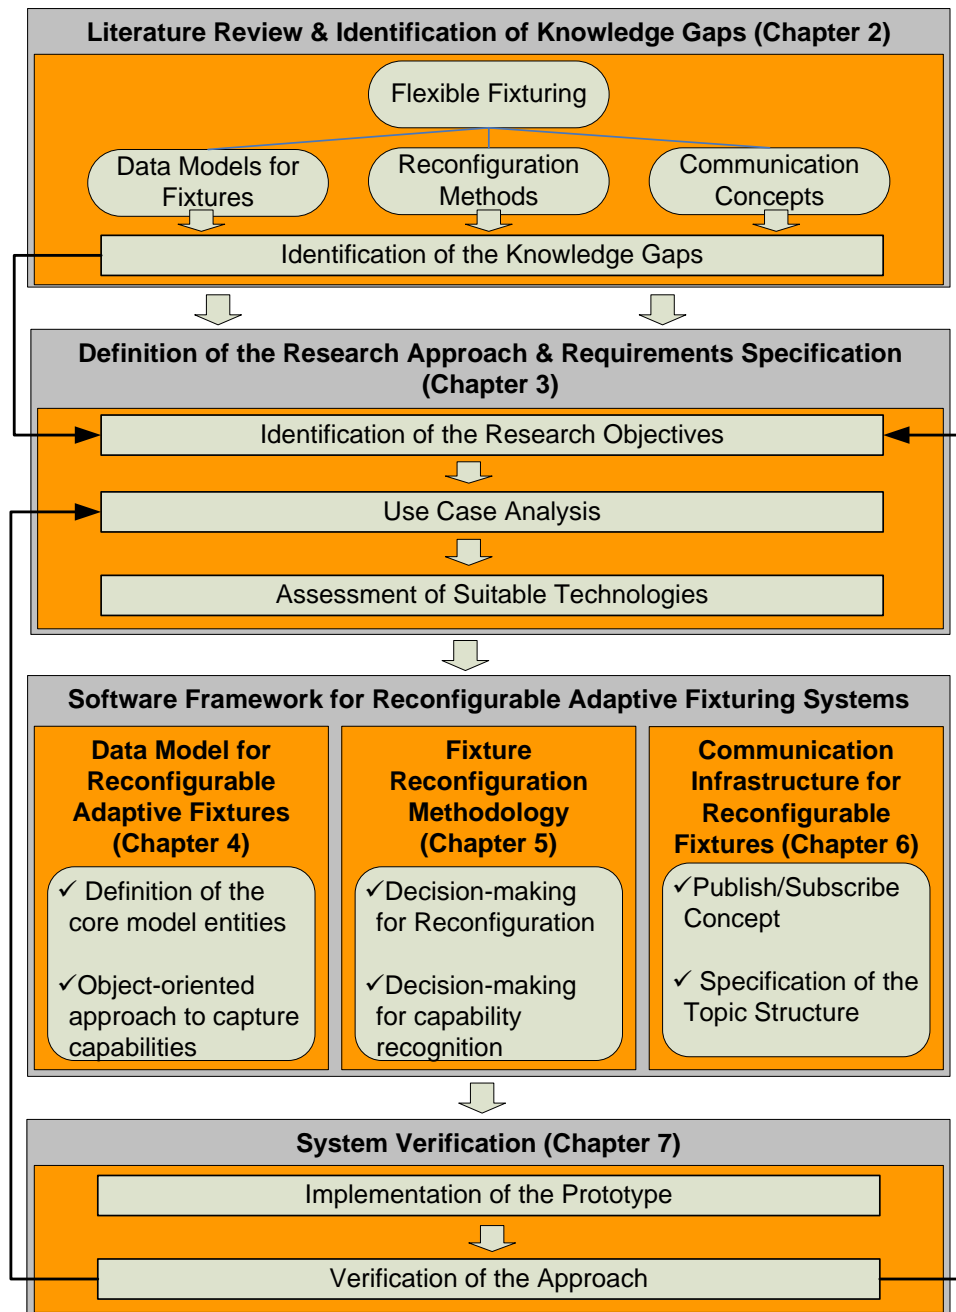 Literature Review & Identification of Knowledge Gaps (Chapter 2)
Flexible Fixturing
Data Models for
Fixtures
Reconfiguration
Methods
Communication
Concepts
Identification of the Knowledge Gaps
Definition of the Research Approach & Requirements Specification
(Chapter 3)
Identification of the Research Objectives
Use Case Analysis
Assessment of Suitable Technologies
Software Framework for Reconfigurable Adaptive Fixturing Systems
Data Model for
Reconfigurable
Adaptive Fixtures
(Chapter 4)
✓ Definition of the
core model entities
✓Object-oriented
approach to capture
capabilities
Fixture
Reconfiguration
Methodology
(Chapter 5)
✓Decision-making
for Reconfiguration
✓Decision-making
for capability
recognition
Communication
Infrastructure for
Reconfigurable
Fixtures (Chapter 6)
✓Publish/Subscribe
Concept
✓ Specification of the
Topic Structure
System Verification (Chapter 7)
Implementation of the Prototype
Verification of the Approach